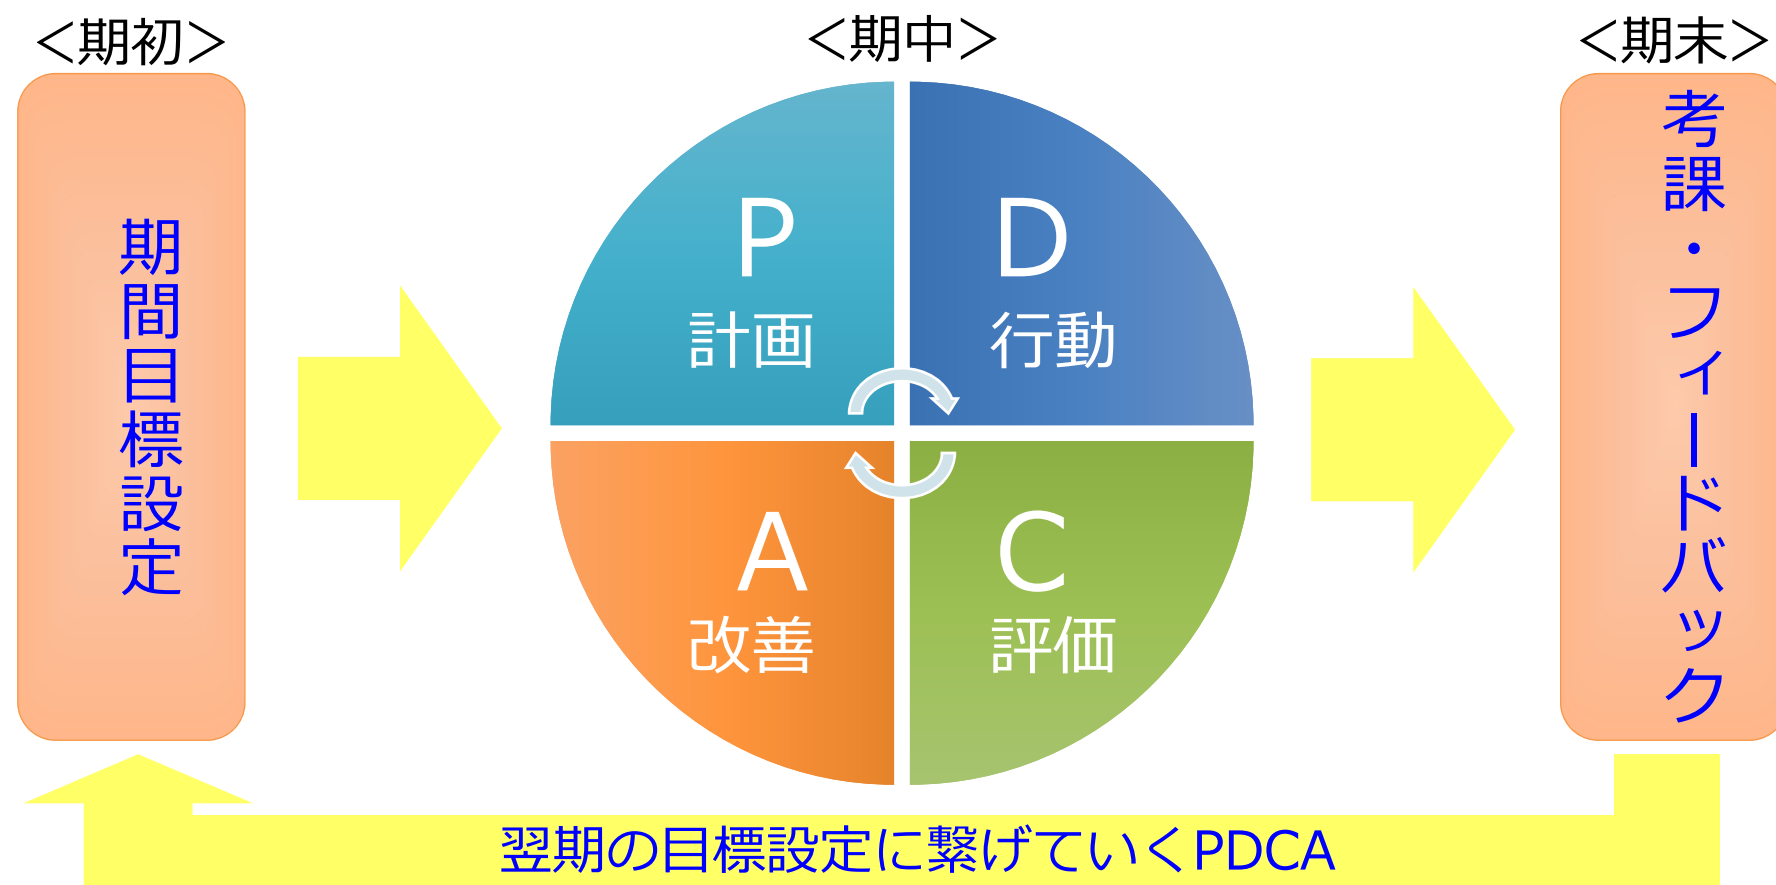 ＜期初＞
期間目標設定
＜期中＞
P
計画
D
行動
A
改善
C
評価
＜期末＞
考課・フィードバック
翌期の目標設定に繋げていくPDCA